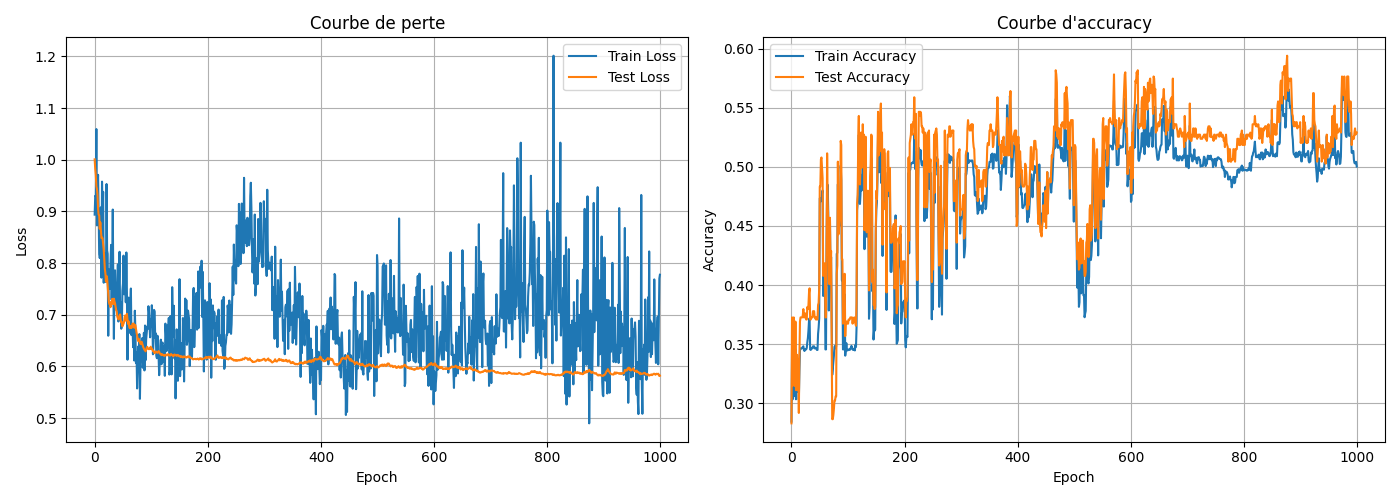 Courbe de perte
Loss
1.2
1.1
1.0
0.9
0.8
0.7
0.6
0.5
Train Loss
Test Loss
0
200
400
600
800
1000
Epoch
Courbe d'accuracy
Accuracy
0.60
0.55
0.50
0.45
0.40
0.35
0.30
Train Accuracy
Test Accuracy
0
200
400
600
800
1000
Epoch